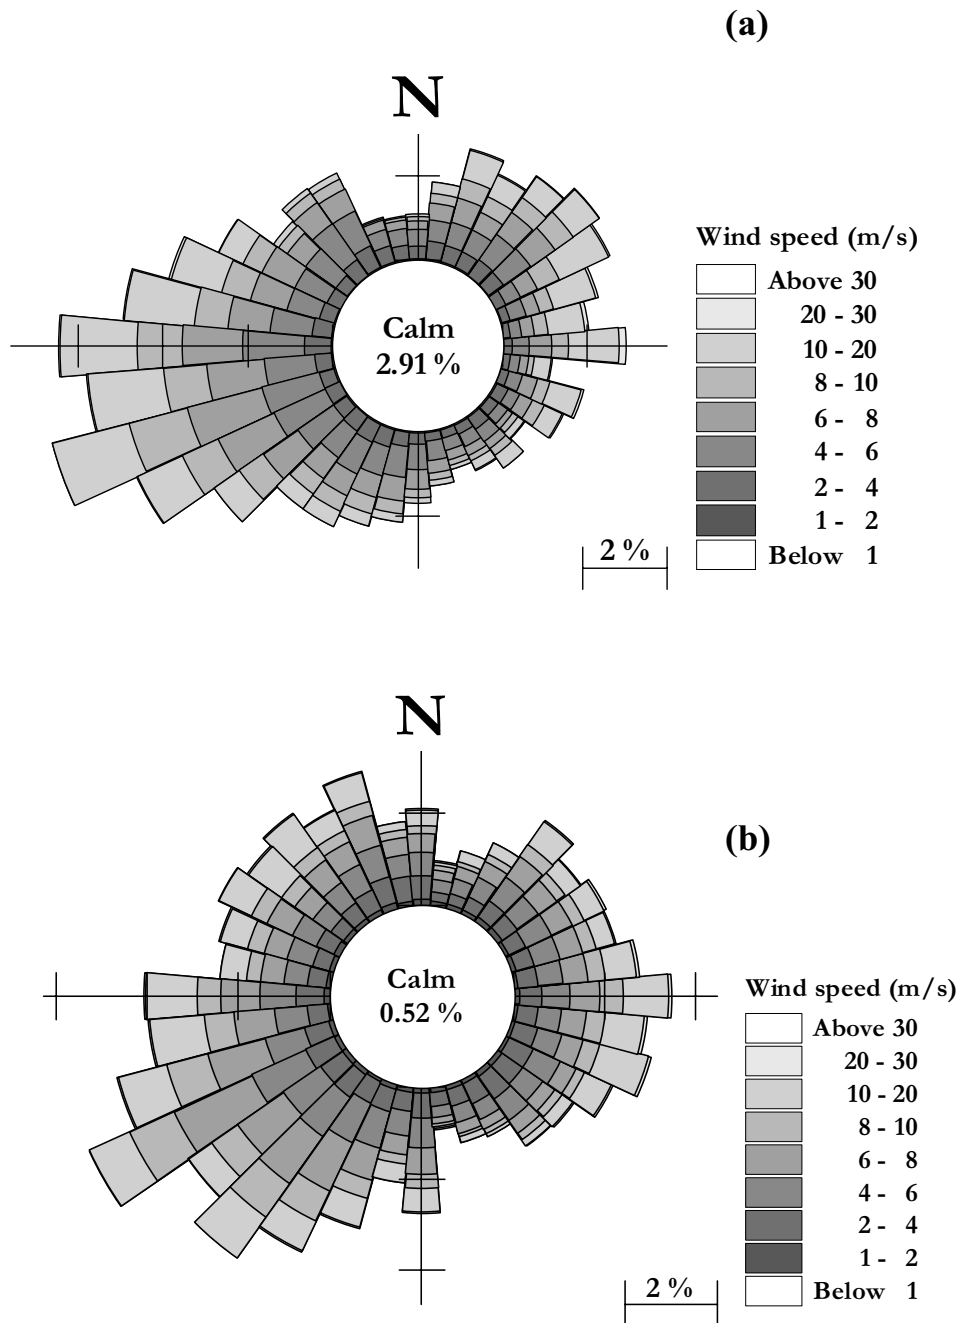 (a)
N
Calm
2.91 %
Wind speed (m/s)
Above 30
20 - 30
10 - 20
8 - 10
6 - 8
4 - 6
2 - 4
1 - 2
Below 1
2 %
N
(b)
Calm
0.52 %
Wind speed (m/s)
Above 30
20 - 30
10 - 20
8 - 10
6 - 8
4 - 6
2 - 4
1 - 2
Below 1
2 %